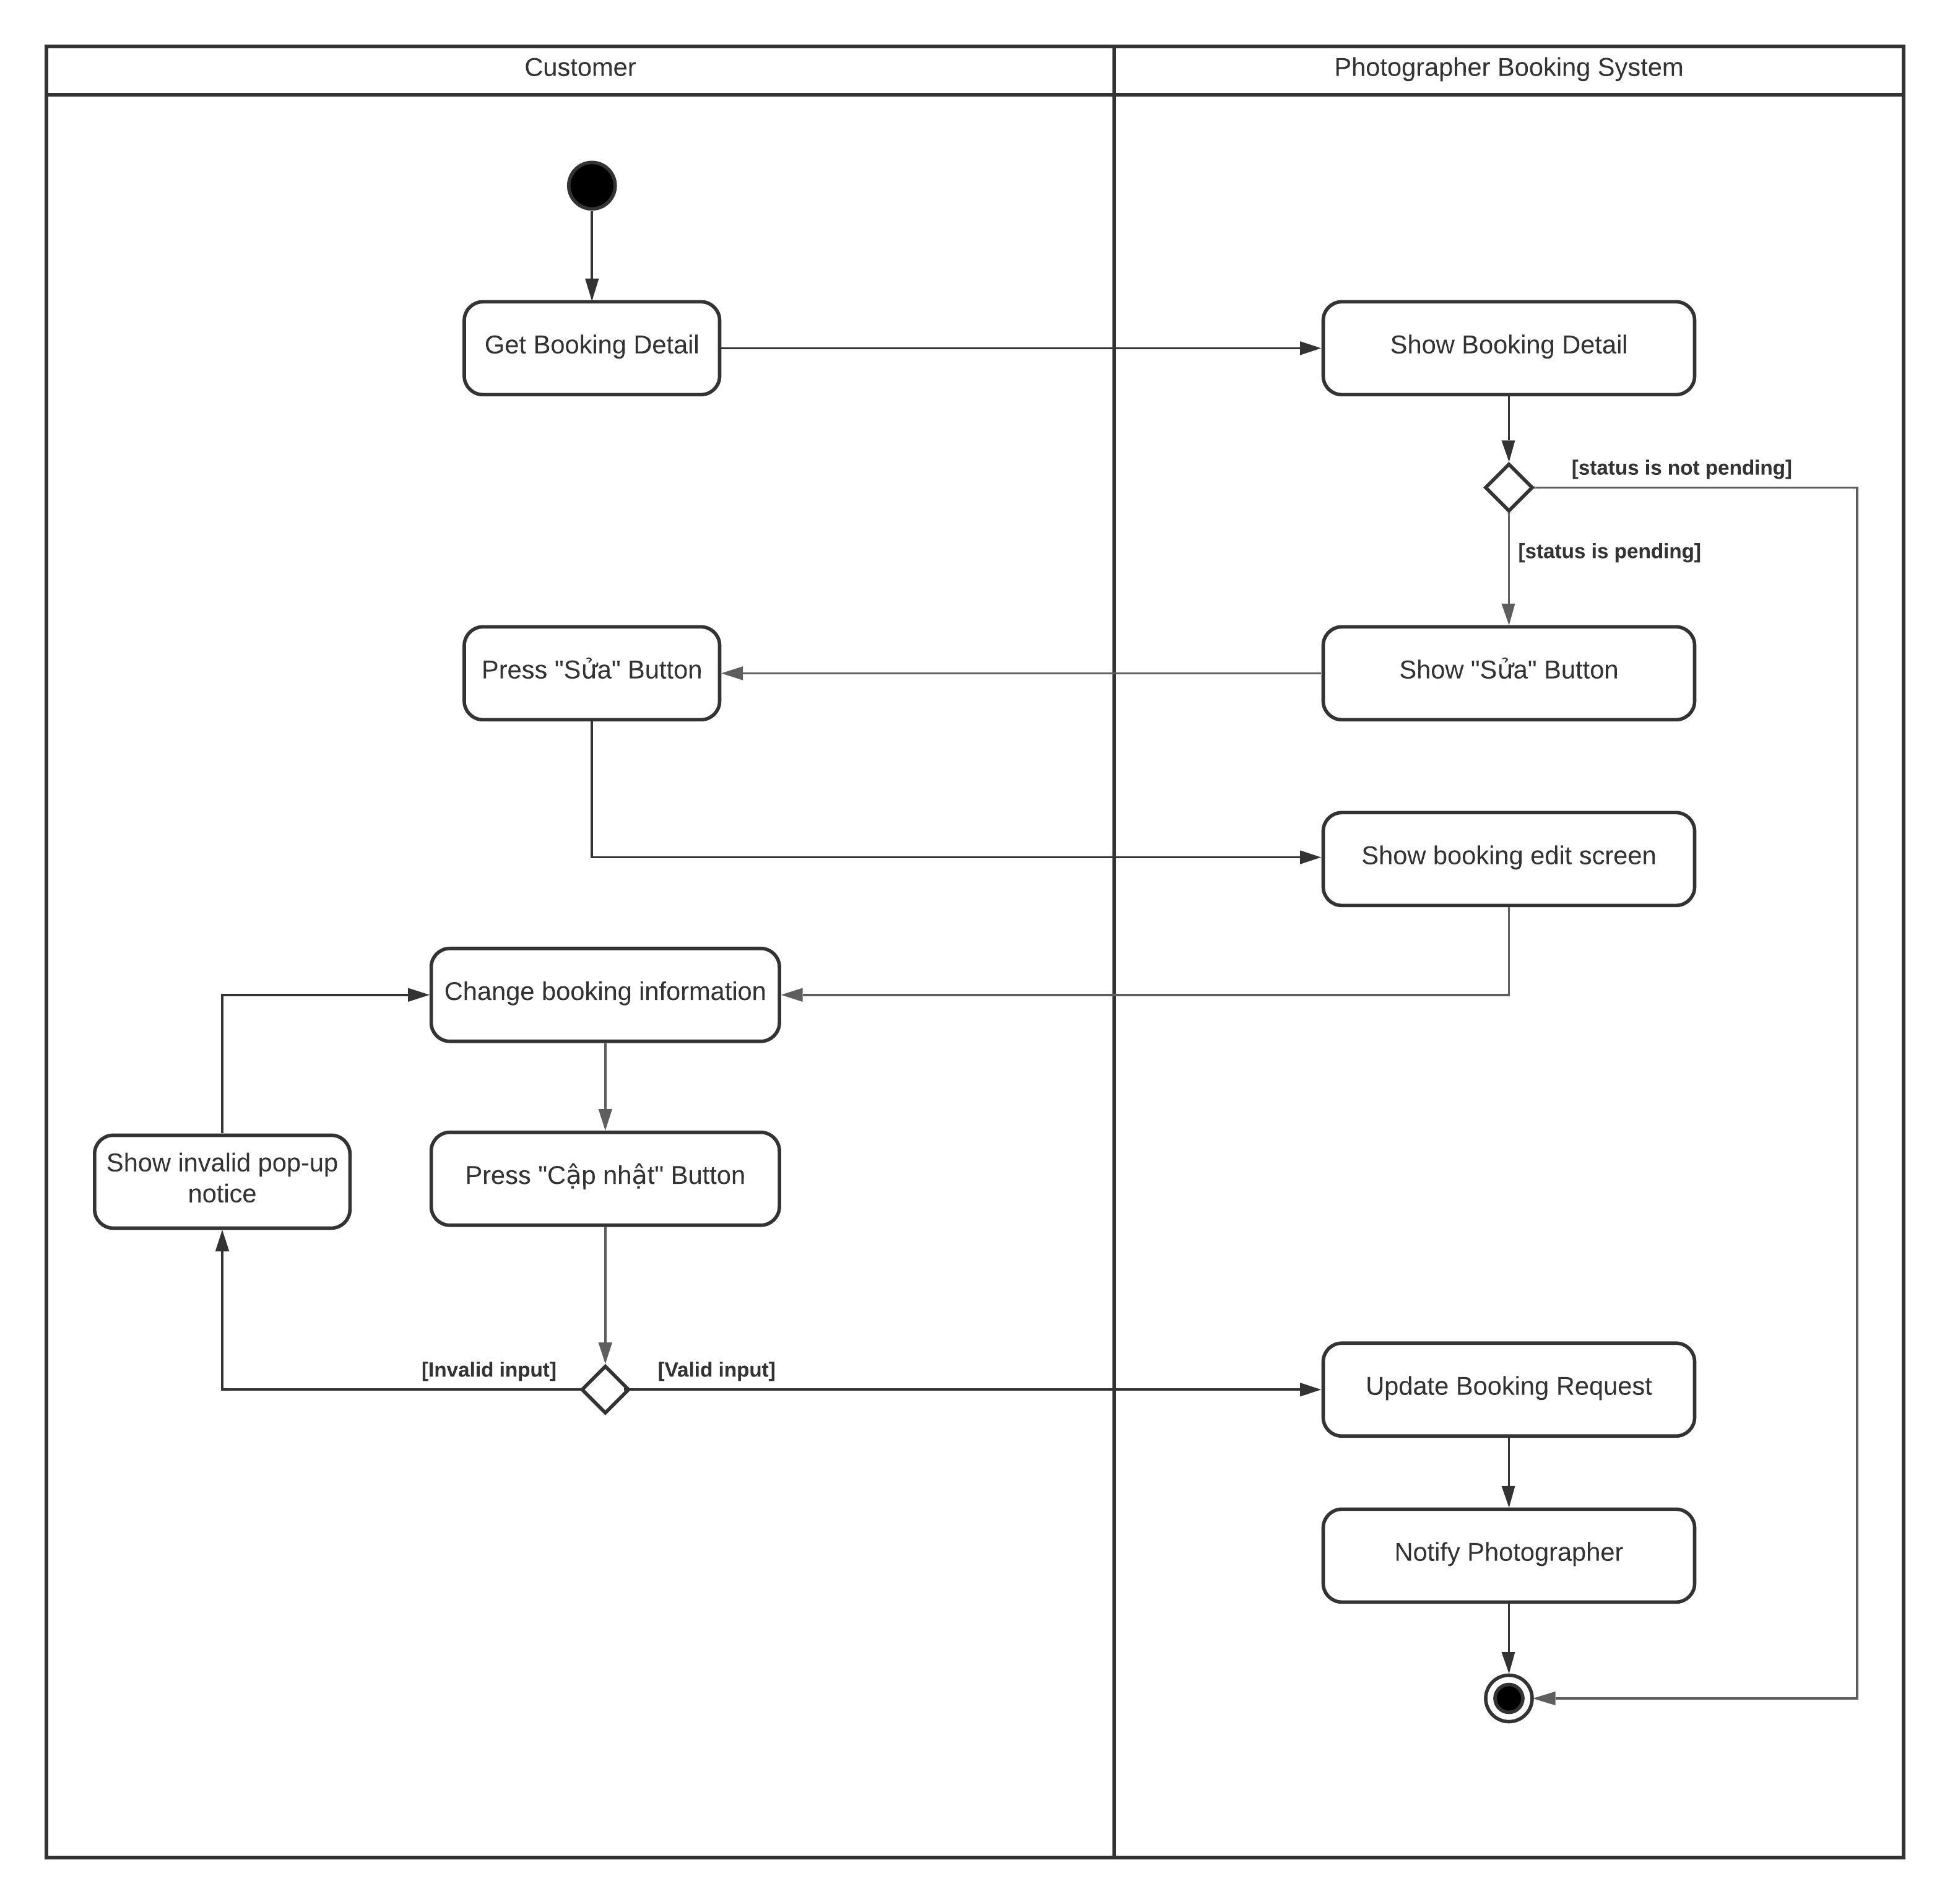 Customer
Photographer Booking System
Get Booking Detail
Show Booking Detail
[status is not pending]
[status is pending]
Press "Sửa" Button
Show "Sửa" Button
Show booking edit screen
Change booking information
Show invalid pop-up
notice
Press "Cập nhật" Button
[Invalid input]
[Valid input]
Update Booking Request
Notify Photographer